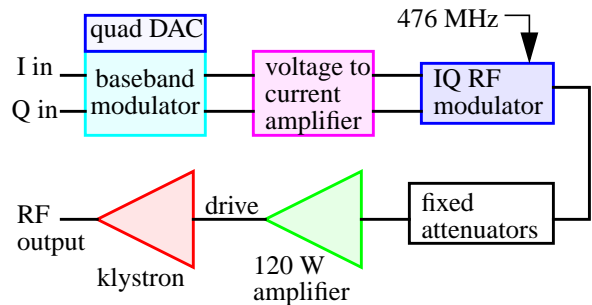 476 MHz
quad DAC
I in
Q in
baseband
modulator
voltage to
current
amplifier
IQ RF
modulator
RF
output
klystron
drive
120 W
amplifier
fixed
attenuators